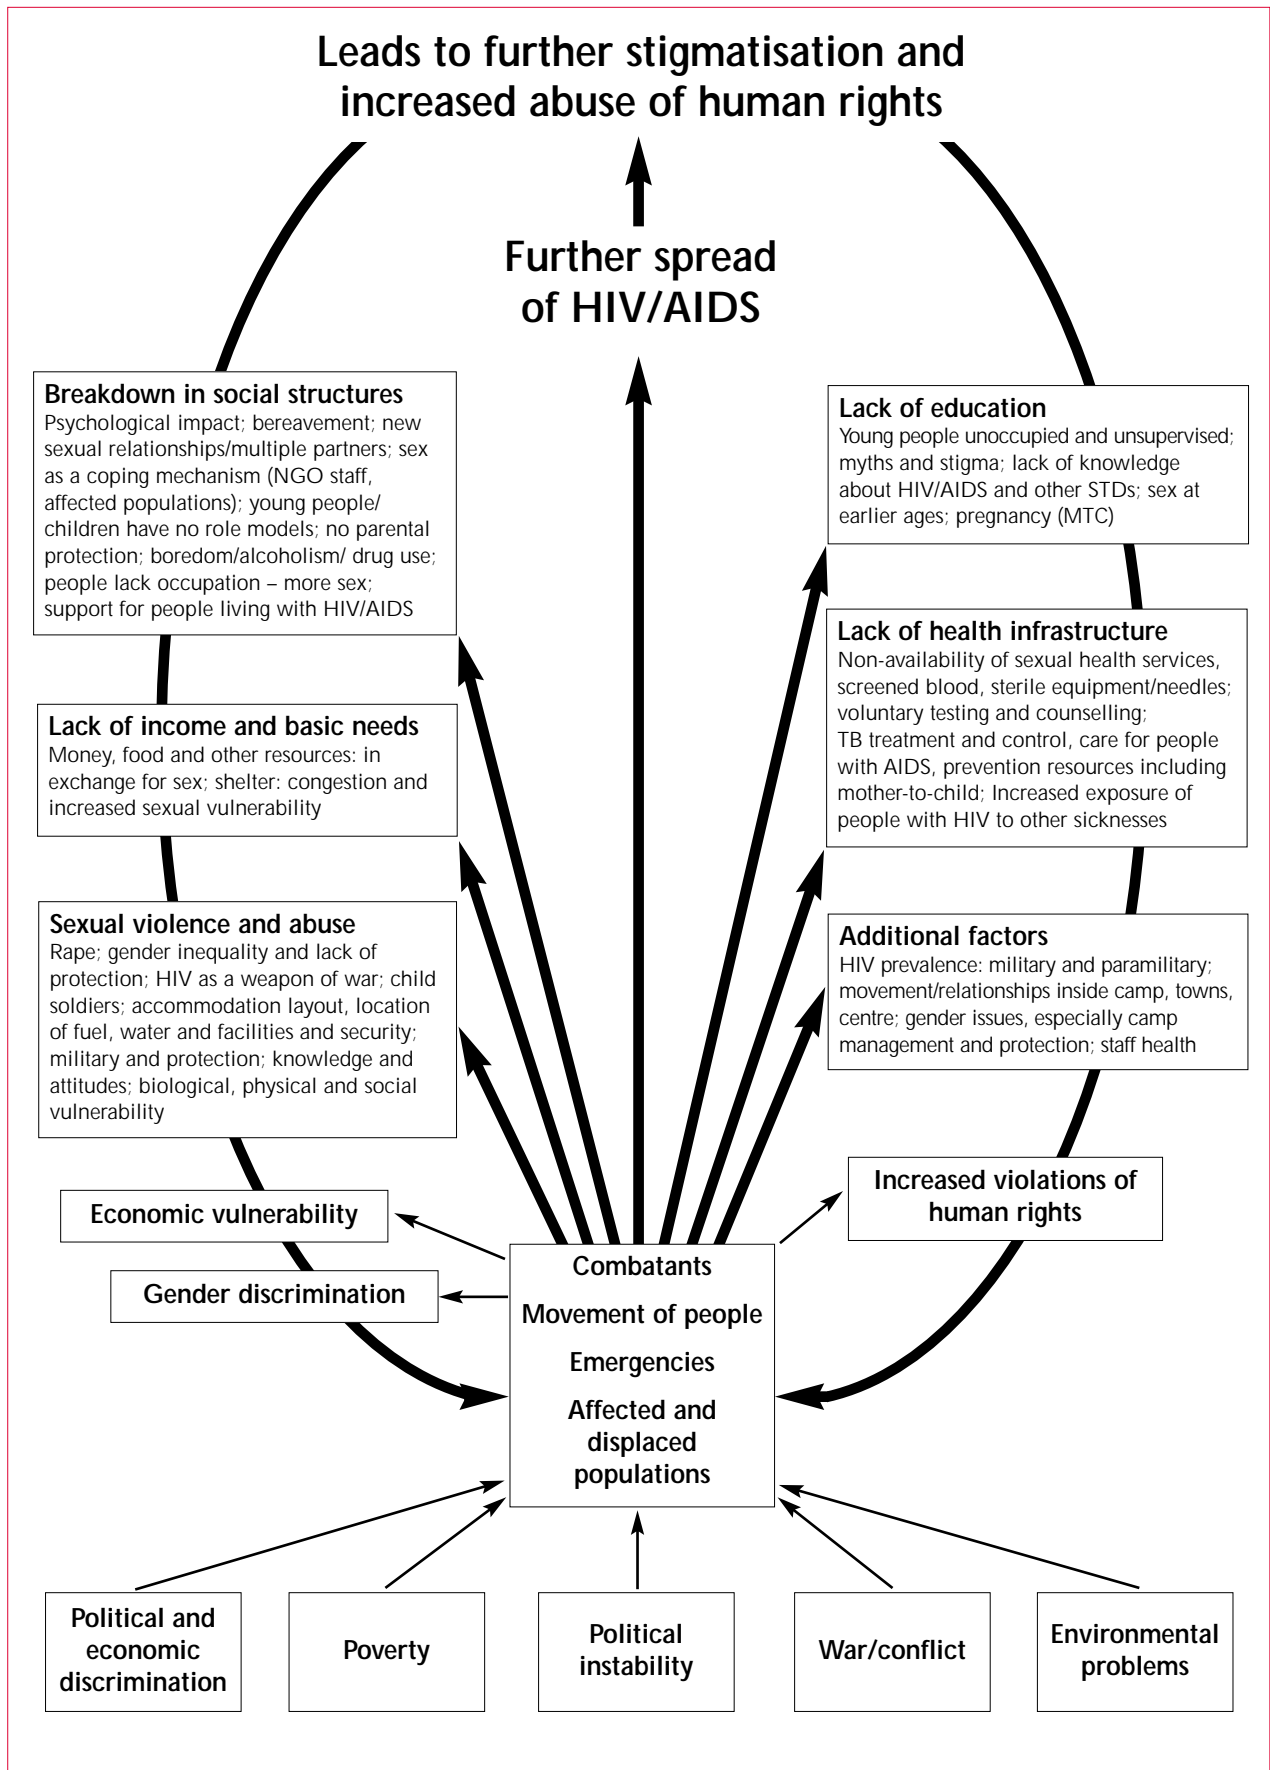 Leads to further stigmatisation and
increased abuse of human rights
Further spread
of HIV/AIDS
Breakdown in social structures
Psychological impact; bereavement; new
sexual relationships/multiple partners; sex
as a coping mechanism (NGO staff,
affected populations); young people/
children have no role models; no parental
protection; boredom/alcoholism/ drug use;
people lack occupation – more sex;
support for people living with HIV/AIDS
Lack of income and basic needs
Money, food and other resources: in
exchange for sex; shelter: congestion and
increased sexual vulnerability
Sexual violence and abuse
Rape; gender inequality and lack of
protection; HIV as a weapon of war; child
soldiers; accommodation layout, location
of fuel, water and facilities and security;
military and protection; knowledge and
attitudes; biological, physical and social
vulnerability
Economic vulnerability
Gender discrimination
Lack of education
Young people unoccupied and unsupervised;
myths and stigma; lack of knowledge
about HIV/AIDS and other STDs; sex at
earlier ages; pregnancy (MTC)
Lack of health infrastructure
Non-availability of sexual health services,
screened blood, sterile equipment/needles;
voluntary testing and counselling;
TB treatment and control, care for people
with AIDS, prevention resources including
mother-to-child; Increased exposure of
people with HIV to other sicknesses
Additional factors
HIV prevalence: military and paramilitary;
movement/relationships inside camp, towns,
centre; gender issues, especially camp
management and protection; staff health
Increased violations of
human rights
Combatants
Movement of people
Emergencies
Affected and
displaced
populations
Political and
economic
discrimination
Poverty
Political
instability
War/conflict
Environmental
problems